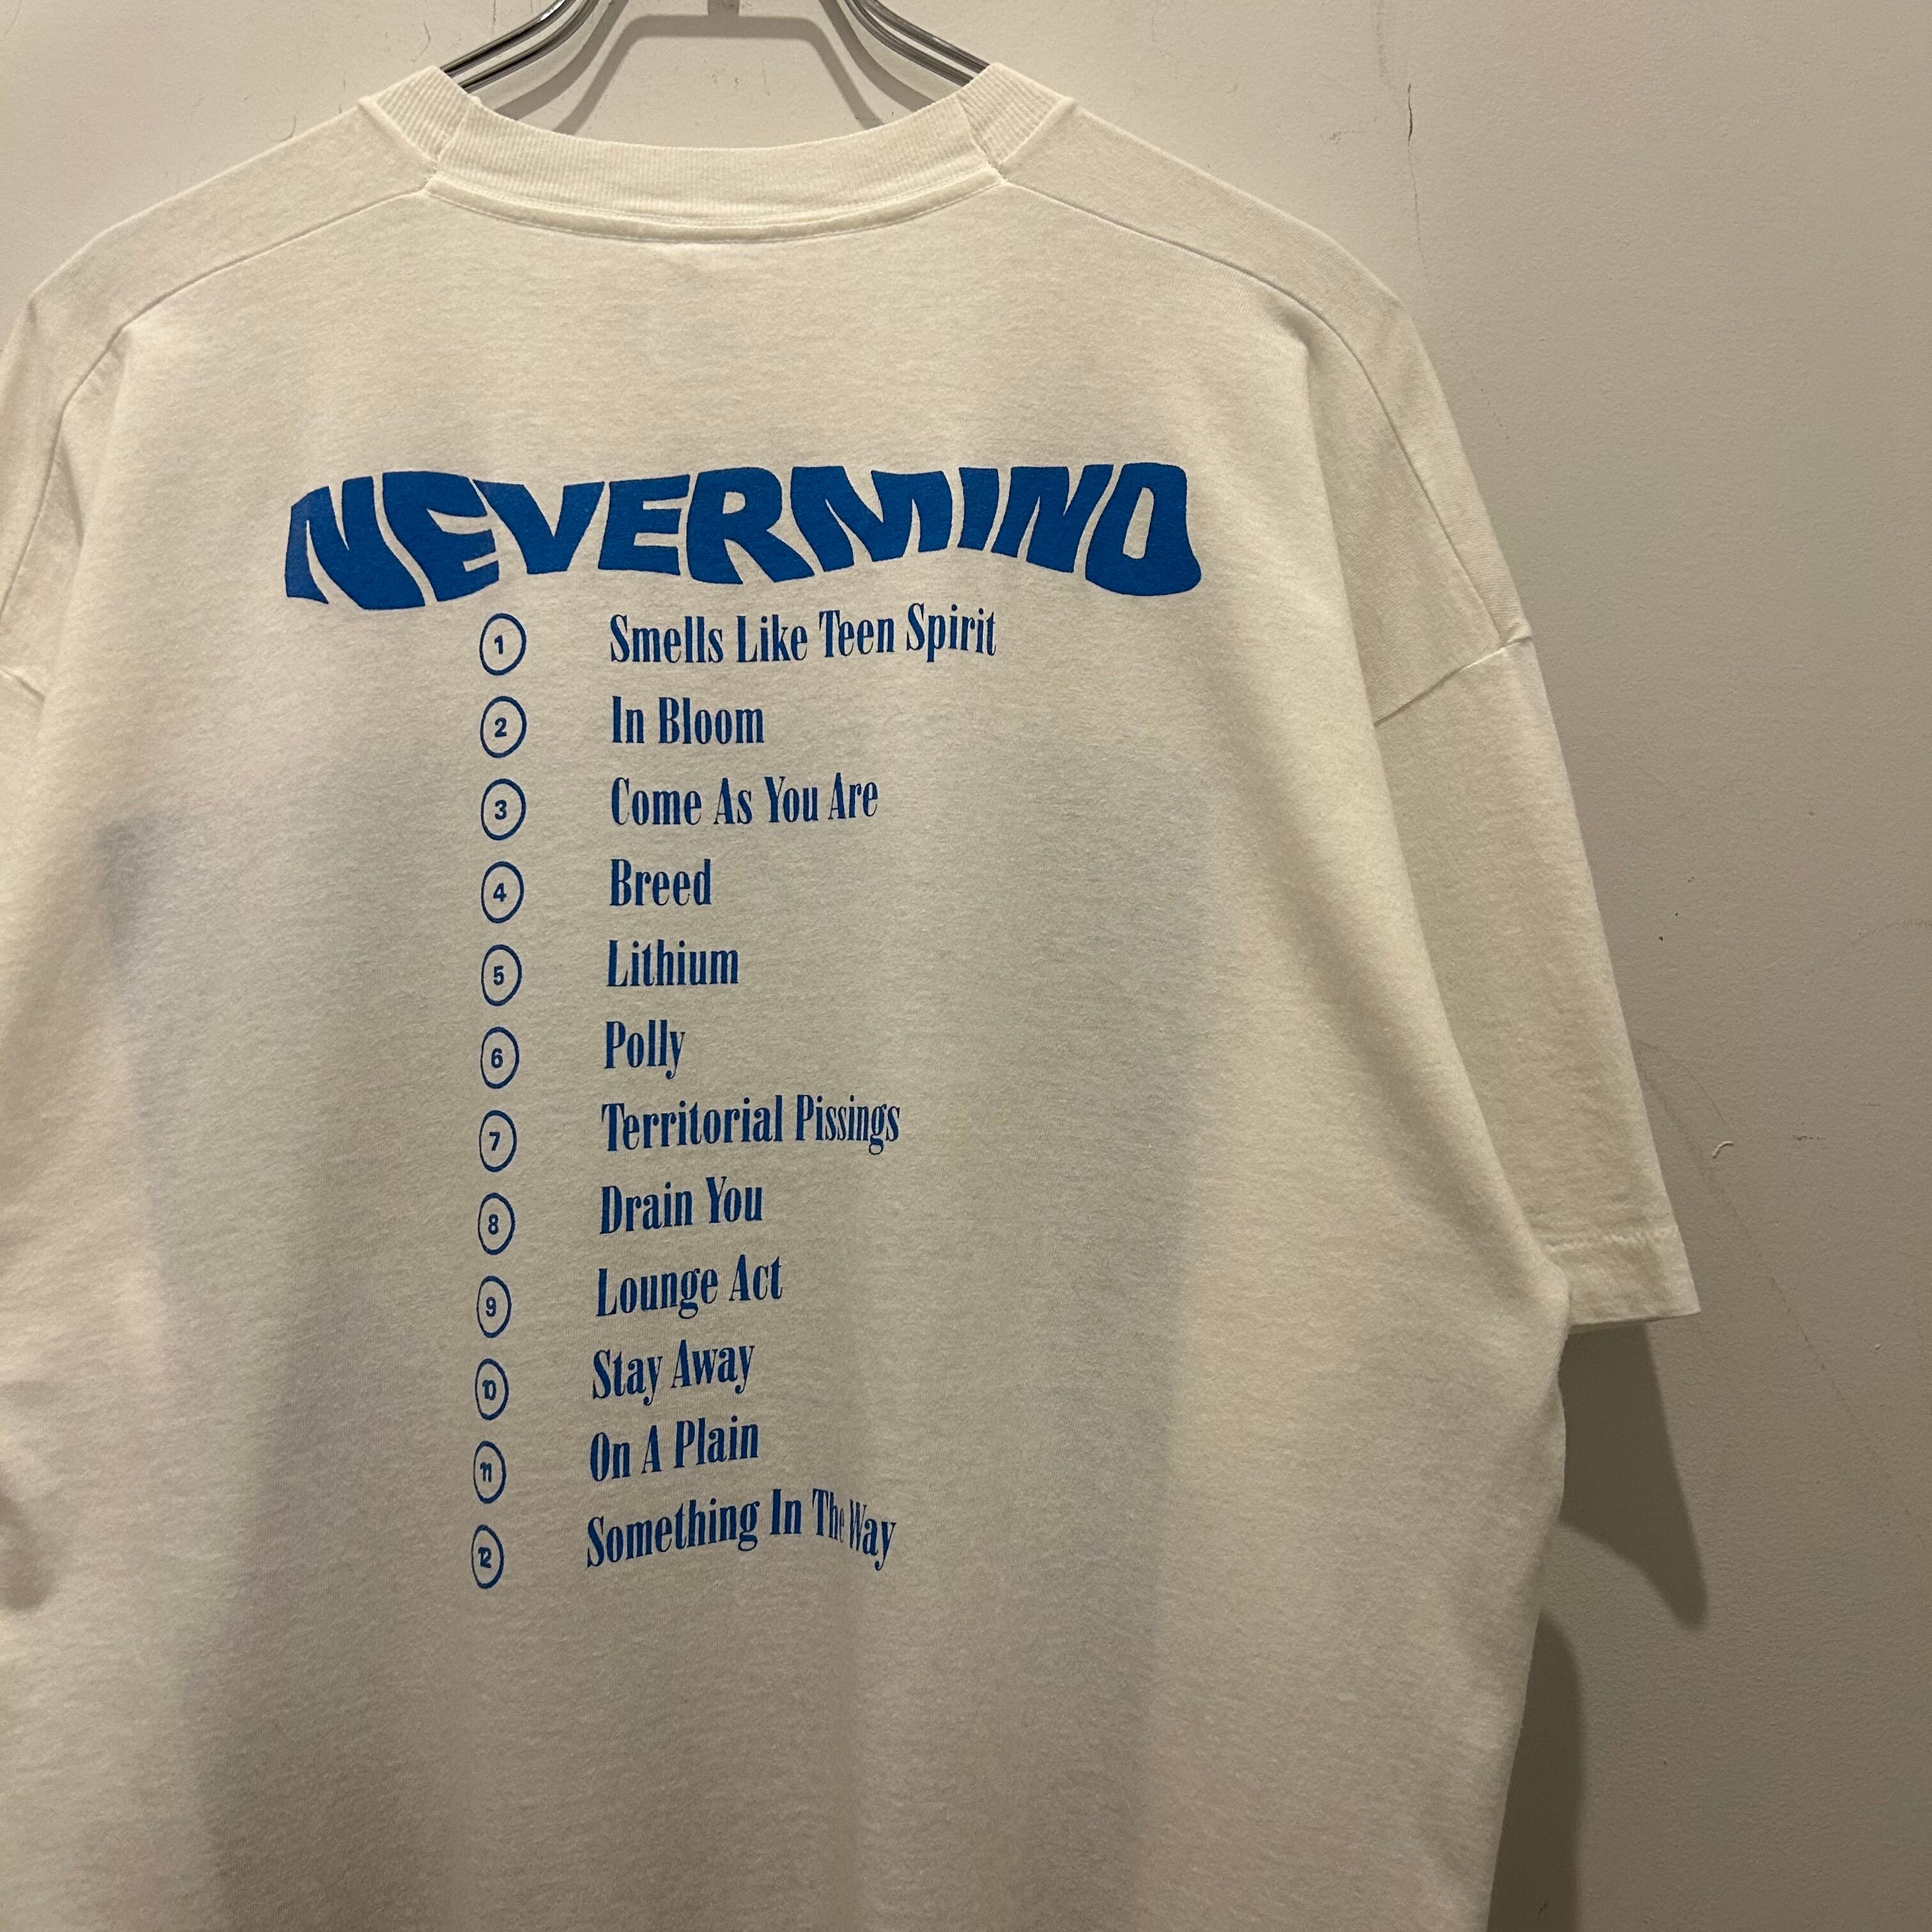 NEVERMIND
1 Smells Like Teen Spirit
2 In Bloom
3 Come As You Are
4 Breed
5 Lithium
6 Polly
7 Territorial Pissings
8 Drain You
9 Lounge Act
10 Stay Away
11 On A Plain
12 Something In The Way